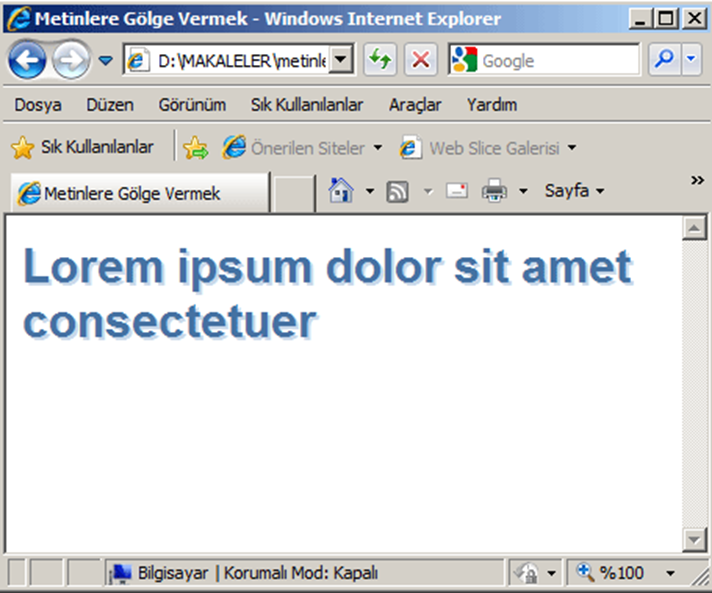 Metinlere Gölge Vermek - Windows Internet Explorer
D:\MAKALELER\metinle
Google
Dosya Düzen Görünüm Sık Kullanılanlar Araçlar Yardım
Sık Kullanılanlar Önerilen Siteler Web Slice Galerisi
Metinlere Gölge Vermek Sayfa »
Lorem ipsum dolor sit amet
consectetuer
Bilgisayar | Korumalı Mod: Kapalı %100